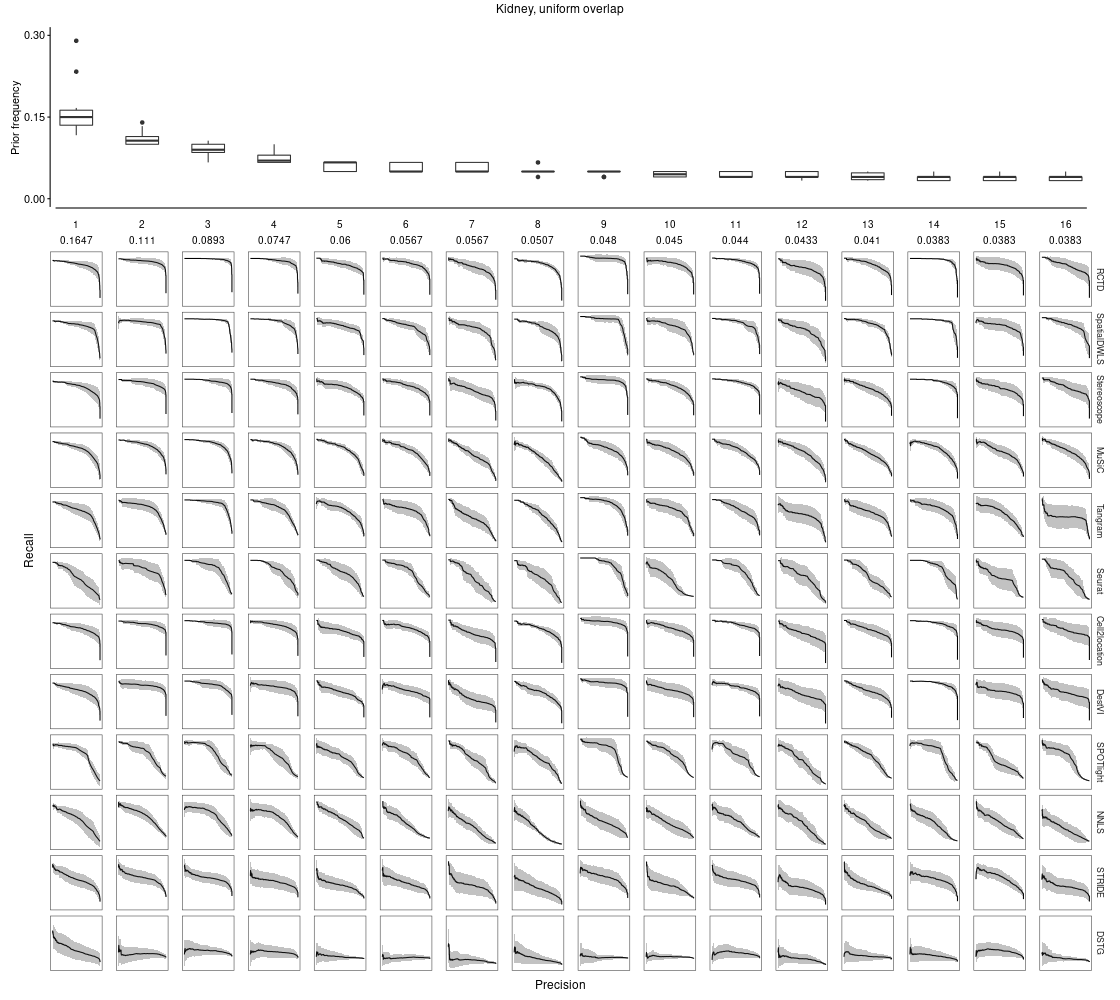 Kidney, uniform overlap
Prior frequency
0.30
0.15
0.00
1 2 3 4 5 6 7 8 9 10 11 12 13 14 15 16
0.1647 0.111 0.0893 0.0747 0.06 0.0567 0.0567 0.0507 0.048 0.045 0.044 0.0433 0.041 0.0383 0.0383 0.0383
Recall
RCTD
SpatialDWLS
Stereoscope
MuSiC
Tangram
Seurat
Cell2location
DestVI
SPOTlight
NNLS
STRIDE
DSTG
Precision